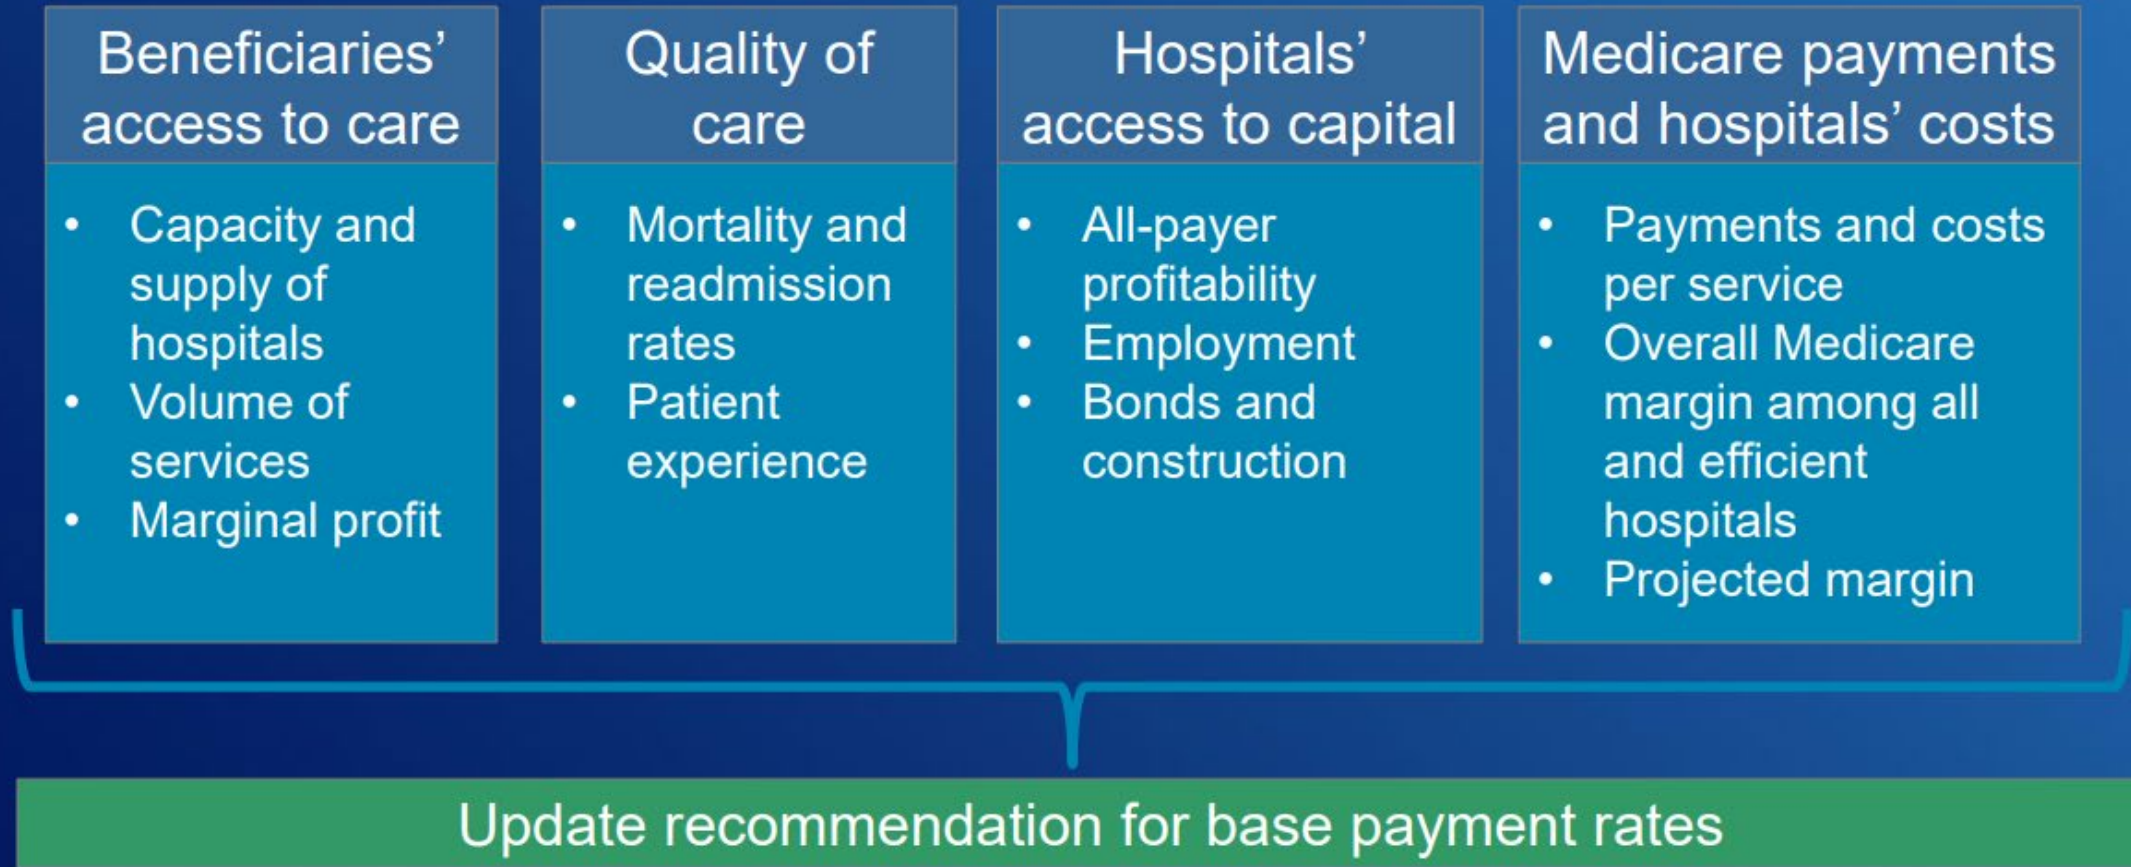 Beneficiaries’
access to care
• Capacity and
supply of
hospitals
• Volume of
services
• Marginal profit
Quality of
care
• Mortality and
readmission
rates
• Patient
experience
Hospitals’
access to capital
• All-payer
profitability
• Employment
• Bonds and
construction
Medicare payments
and hospitals’ costs
• Payments and costs
per service
• Overall Medicare
margin among all
and efficient
hospitals
• Projected margin
Update recommendation for base payment rates